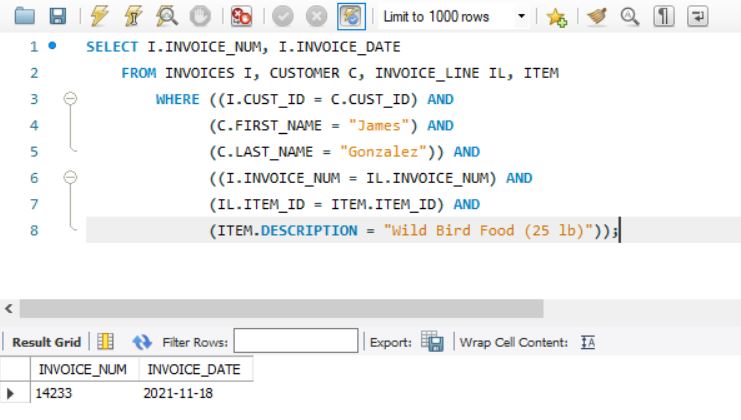 Limit to 1000 rows
1 SELECT I.INVOICE_NUM, I.INVOICE_DATE
2 FROM INVOICES I, CUSTOMER C, INVOICE_LINE IL, ITEM
3 WHERE ((I.CUST_ID = C.CUST_ID) AND
4 (C.FIRST_NAME = "James") AND
5 (C.LAST_NAME = "Gonzalez")) AND
6 ((I.INVOICE_NUM = IL.INVOICE_NUM) AND
7 (IL.ITEM_ID = ITEM.ITEM_ID) AND
8 (ITEM.DESCRIPTION = "Wild Bird Food (25 lb)"));
Result Grid Filter Rows: Export: Wrap Cell Content: IA
INVOICE_NUM INVOICE_DATE
14233 2021-11-18